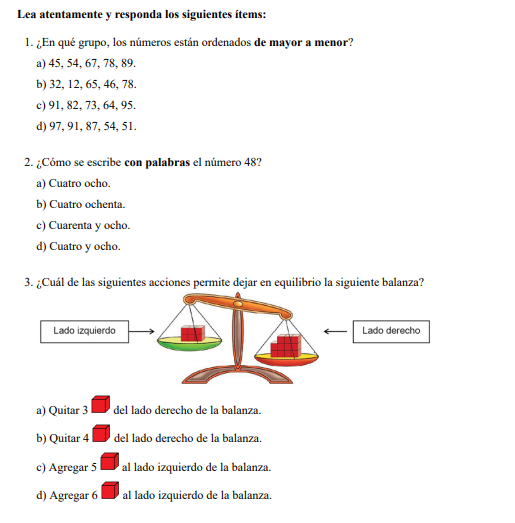 Lea atentamente y responda los siguientes ítems:
1. ¿En qué grupo, los números están ordenados de mayor a menor?
a) 45, 54, 67, 78, 89.
b) 32, 12, 65, 46, 78.
c) 91, 82, 73, 64, 95.
d) 97, 91, 87, 54, 51.
2. ¿Cómo se escribe con palabras el número 48?
a) Cuatro ocho.
b) Cuatro ochenta.
c) Cuarenta y ocho.
d) Cuatro y ocho.
3. ¿Cuál de las siguientes acciones permite dejar en equilibrio la siguiente balanza?
Lado izquierdo
Lado derecho
a) Quitar 3 del lado derecho de la balanza.
b) Quitar 4 del lado derecho de la balanza.
c) Agregar 5 al lado izquierdo de la balanza.
d) Agregar 6 al lado izquierdo de la balanza.